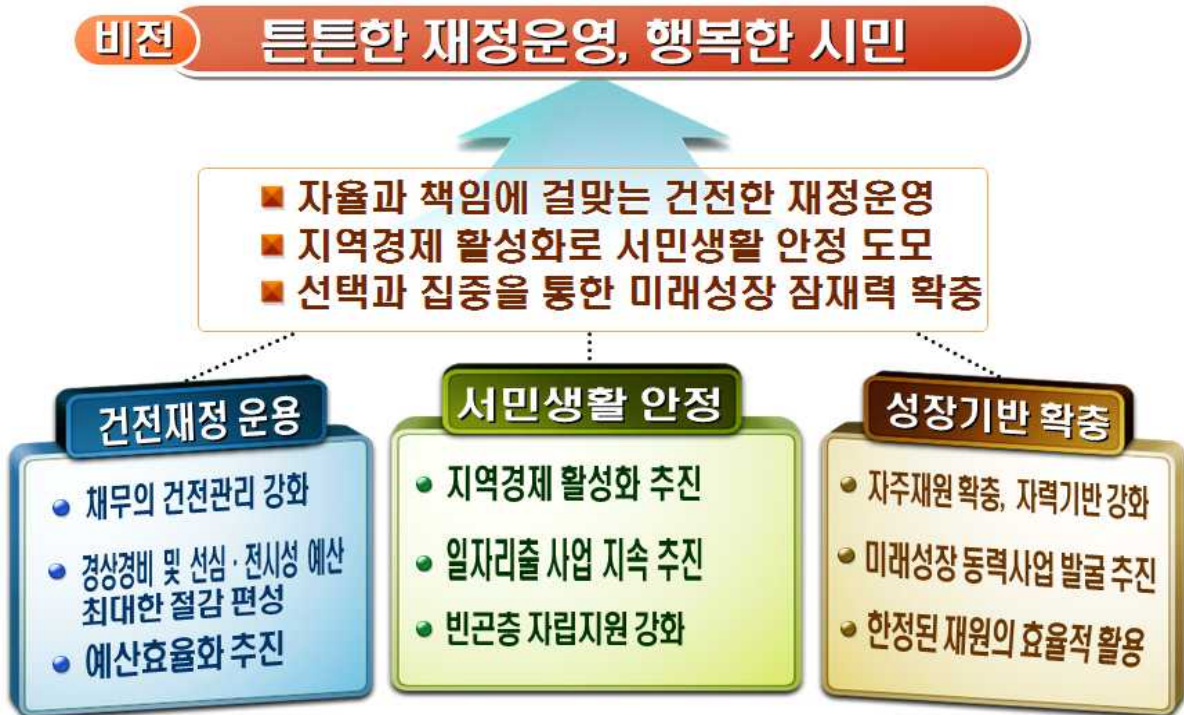 비전
튼튼한 재정운영, 행복한 시민
자율과 책임에 걸맞는 건전한 재정운영
지역경제 활성화로 서민생활 안정 도모
선택과 집중을 통한 미래성장 잠재력 확충
건전재정 운용
채무의 건전관리 강화
경상경비 및 선심·전시성 예산
최대한 절감 편성
예산효율화 추진
서민생활 안정
지역경제 활성화 추진
일자리출 사업 지속 추진
빈곤층 자립지원 강화
성장기반 확충
자주재원 확충, 자력기반 강화
미래성장 동력사업 발굴 추진
한정된 재원의 효율적 활용